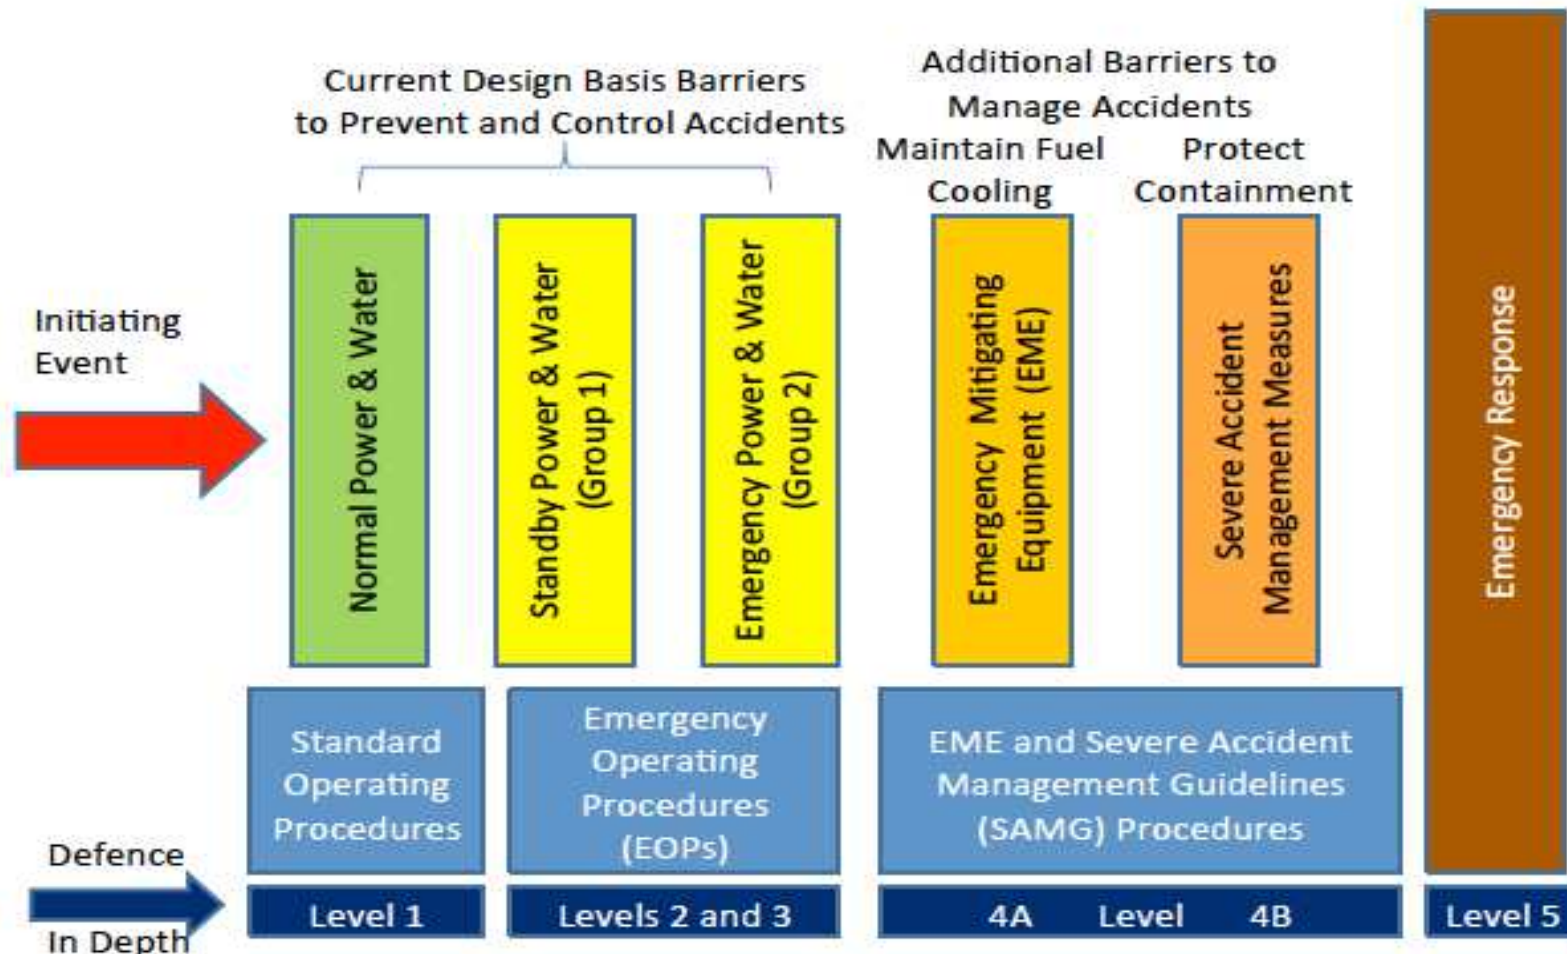 Current Design Basis Barriers
to Prevent and Control Accidents
Additional Barriers to
Manage Accidents
Maintain Fuel
Cooling
Protect
Containment
Initiating
Event
Normal Power & Water
Standby Power & Water
(Group 1)
Emergency Power & Water
(Group 2)
Emergency Mitigating
Equipment (EME)
Severe Accident
Management Measures
Emergency Response
Standard
Operating
Procedures
Emergency
Operating
Procedures
(EOPs)
EME and Severe Accident
Management Guidelines
(SAMG) Procedures
Defence
In Depth
Level 1
Levels 2 and 3
4A Level 4B
Level 5